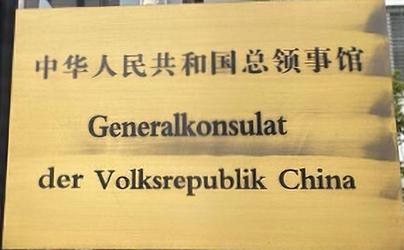 中华人民共和国总领事馆
Generalkonsulat
der Volksrepublik China